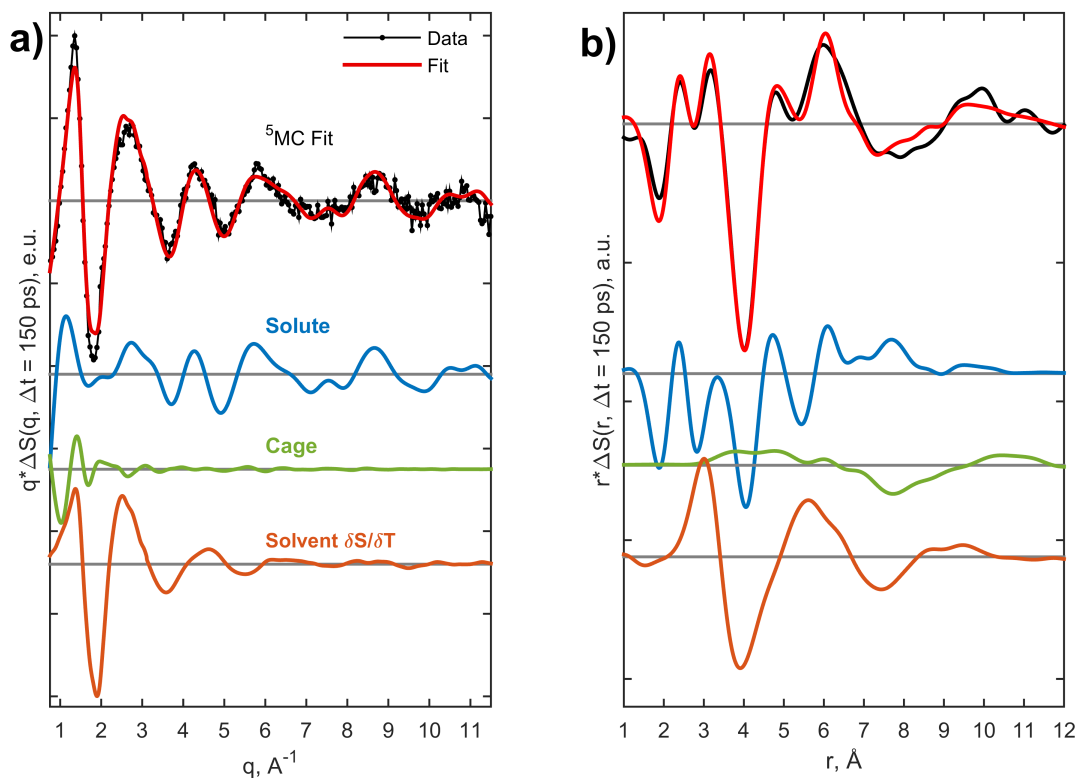 a)
Data
Fit
⁵MC Fit
Solute
Cage
Solvent δS/δT
q*ΔS(q, Δt = 150 ps), e.u.
1 2 3 4 5 6 7 8 9 10 11
q, A⁻¹
b)
r*ΔS(r, Δt = 150 ps), a.u.
1 2 3 4 5 6 7 8 9 10 11 12
r, Å